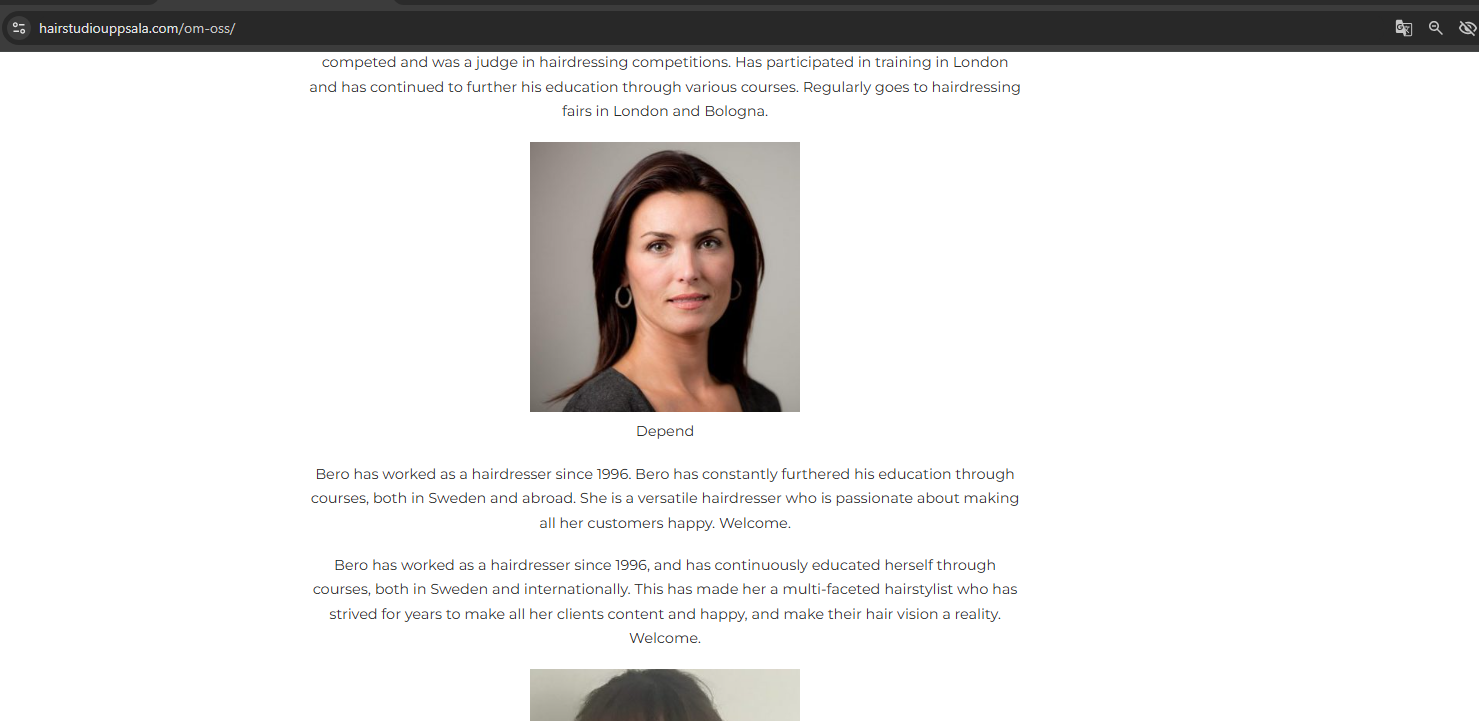 hairstudiouppsala.com/om-oss/
competed and was a judge in hairdressing competitions. Has participated in training in London
and has continued to further his education through various courses. Regularly goes to hairdressing
fairs in London and Bologna.
Depend
Bero has worked as a hairdresser since 1996. Bero has constantly furthered his education through
courses, both in Sweden and abroad. She is a versatile hairdresser who is passionate about making
all her customers happy. Welcome.
Bero has worked as a hairdresser since 1996, and has continuously educated herself through
courses, both in Sweden and internationally. This has made her a multi-faceted hairstylist who has
strived for years to make all her clients content and happy, and make their hair vision a reality.
Welcome.